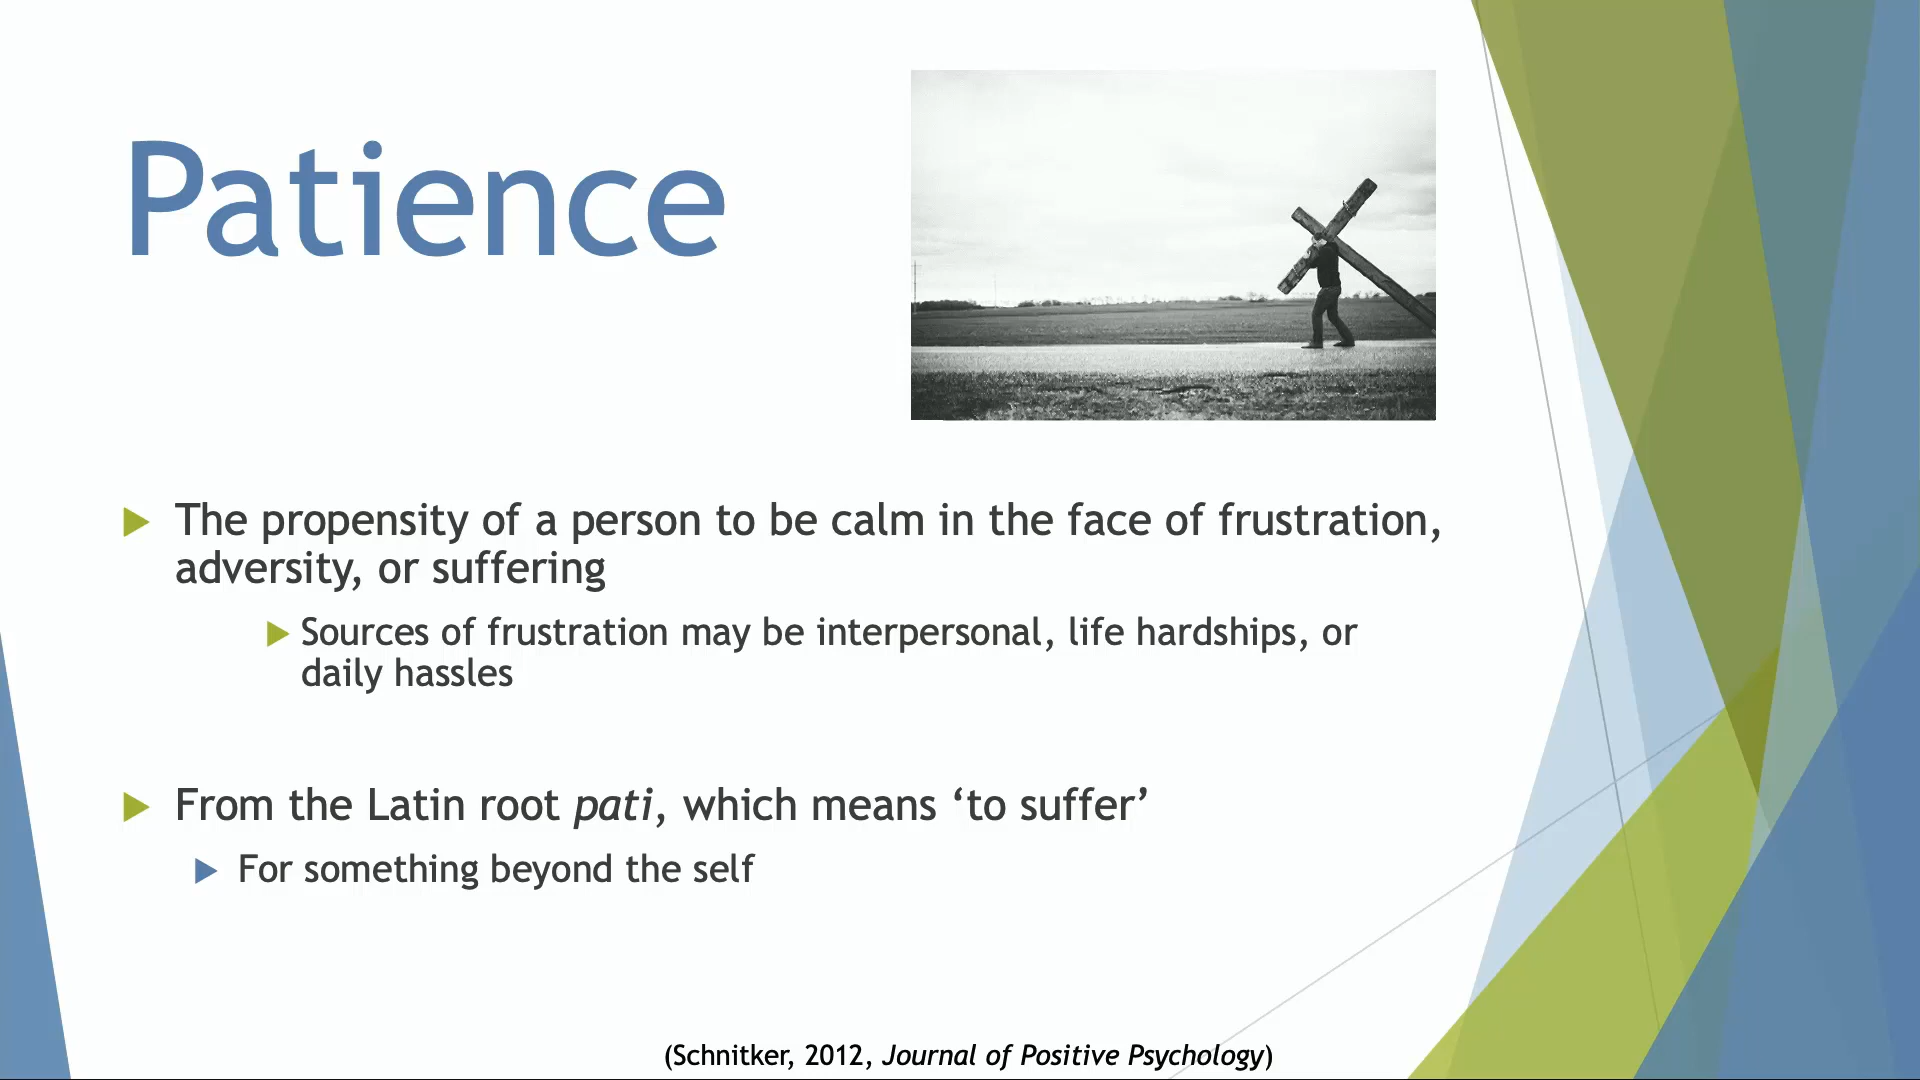 Patience
The propensity of a person to be calm in the face of frustration,
adversity, or suffering
Sources of frustration may be interpersonal, life hardships, or
daily hassles
From the Latin root pati, which means ‘to suffer’
For something beyond the self
(Schnitker, 2012, Journal of Positive Psychology)